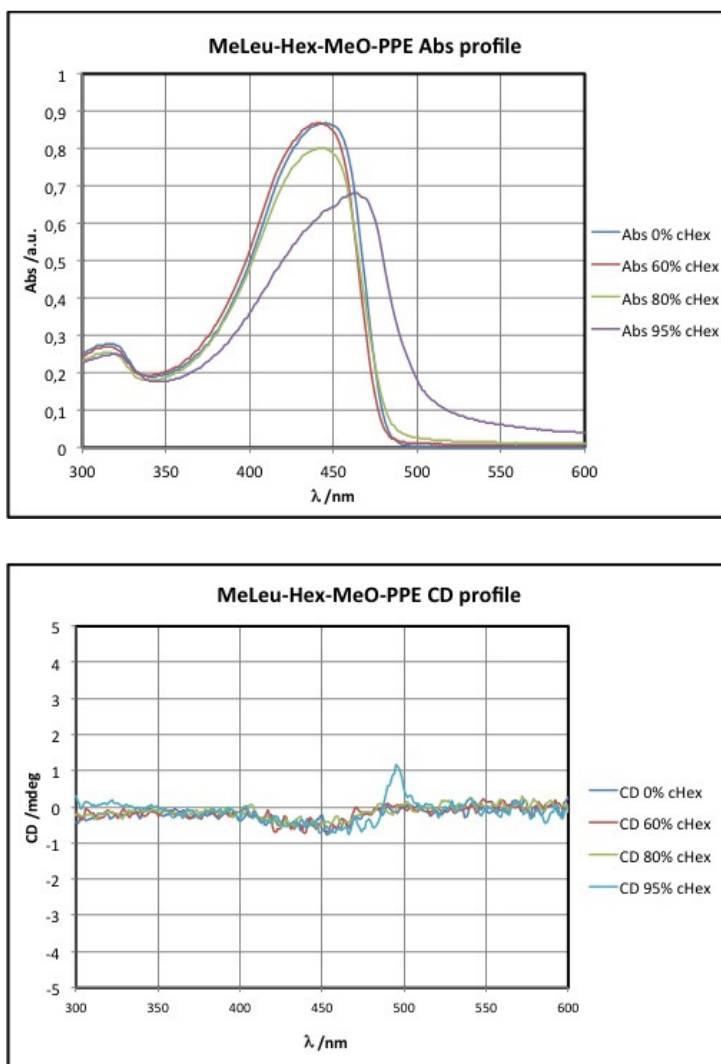 MeLeu-Hex-MeO-PPE Abs profile
1
0,9
0,8
0,7
0,6
0,5
0,4
0,3
0,2
0,1
0
Abs /a.u.
300 350 400 450 500 550 600
λ /nm
Abs 0% cHex
Abs 60% cHex
Abs 80% cHex
Abs 95% cHex
MeLeu-Hex-MeO-PPE CD profile
5
4
3
2
1
0
-1
-2
-3
-4
-5
CD /mdeg
300 350 400 450 500 550 600
λ /nm
CD 0% cHex
CD 60% cHex
CD 80% cHex
CD 95% cHex